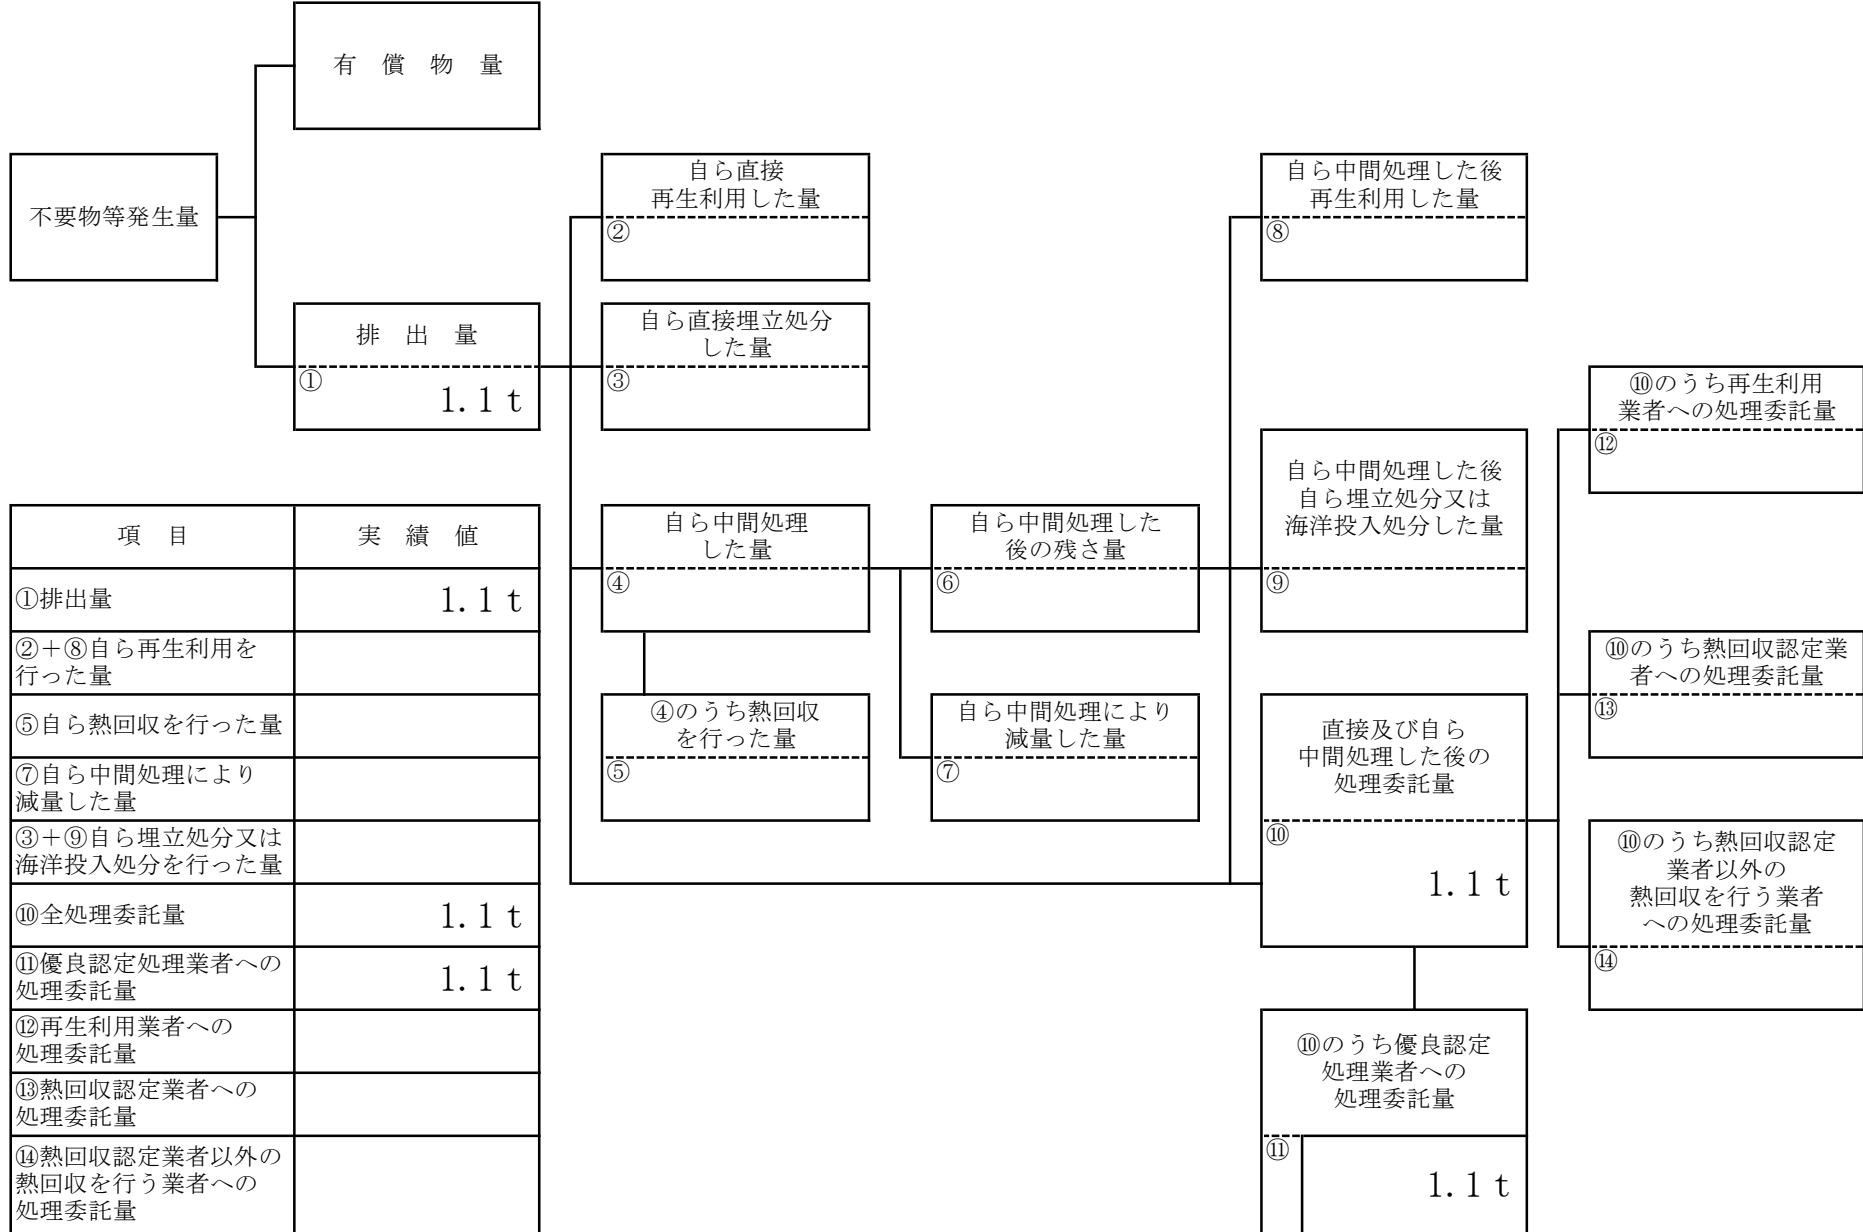 有 償 物 量
不要物等発生量
排 出 量
①
1.1 t
自ら直接
再生利用した量
②
自ら直接埋立処分
した量
③
自ら中間処理
した量
④
④のうち熱回収
を行った量
⑤
自ら中間処理した
後の残さ量
⑥
自ら中間処理により
減量した量
⑦
自ら中間処理した後
再生利用した量
⑧
自ら中間処理した後
自ら埋立処分又は
海洋投入処分した量
⑨
直接及び自ら
中間処理した後の
処理委託量
⑩
1.1 t
⑩のうち優良認定
処理業者への
処理委託量
⑪
1.1 t
⑩のうち再生利用
業者への処理委託量
⑫
⑩のうち熱回収認定業
者への処理委託量
⑬
⑩のうち熱回収認定
業者以外の
熱回収を行う業者
への処理委託量
⑭
項 目 実 績 値
①排出量 1.1 t
②＋⑧自ら再生利用を
行った量
⑤自ら熱回収を行った量
⑦自ら中間処理により
減量した量
③＋⑨自ら埋立処分又は
海洋投入処分を行った量
⑩全処理委託量 1.1 t
⑪優良認定処理業者への
処理委託量 1.1 t
⑫再生利用業者への
処理委託量
⑬熱回収認定業者への
処理委託量
⑭熱回収認定業者以外の
熱回収を行う業者への
処理委託量